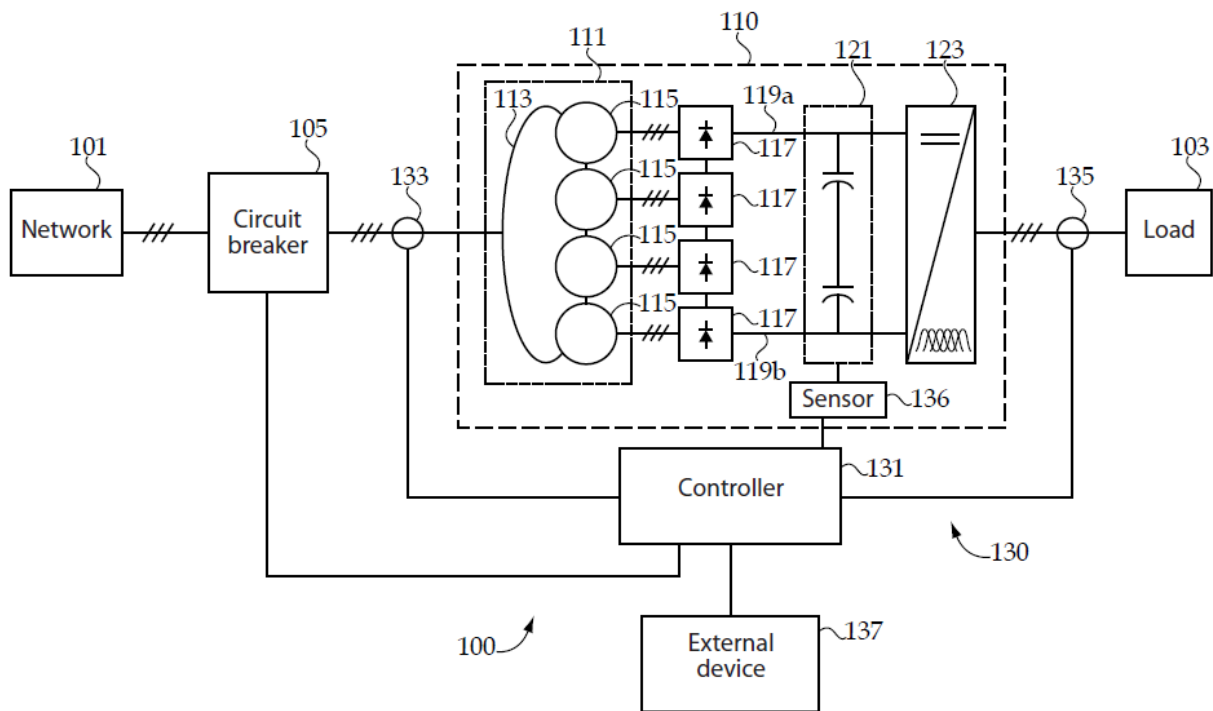 110
111
121
123
113
115
119a
101
105
133
117
135
103
115
117
Network
Circuit
breaker
Load
115
117
115
117
119b
Sensor
136
131
Controller
130
100
137
External
device